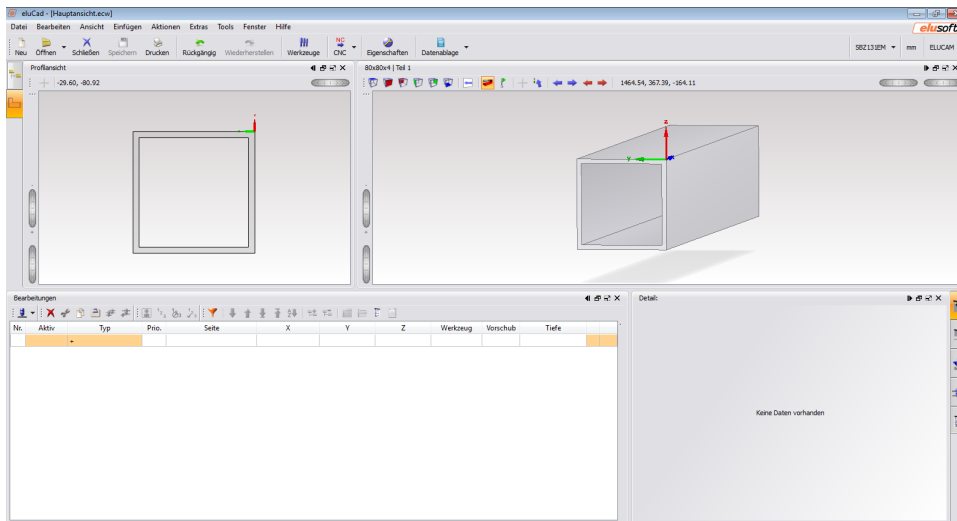 eluCad - [Hauptansicht.ecw]
Datei Bearbeiten Ansicht Einfügen Aktionen Extras Tools Fenster Hilfe
elusoft
Neu Öffnen Schließen Speichern Drucken Rückgängig Wiederherstellen Werkzeuge CNC Eigenschaften Datenablage SBZ131EM mm ELUCAM
NC
Profilansicht
80x80x4 | Teil 1
-29.60, -80.92
1464.54, 367.39, -164.11
z
Y
Bearbeitungen
Detail:
Nr. Aktiv Typ Prio. Seite X Y Z Werkzeug Vorschub Tiefe
Keine Daten vorhanden